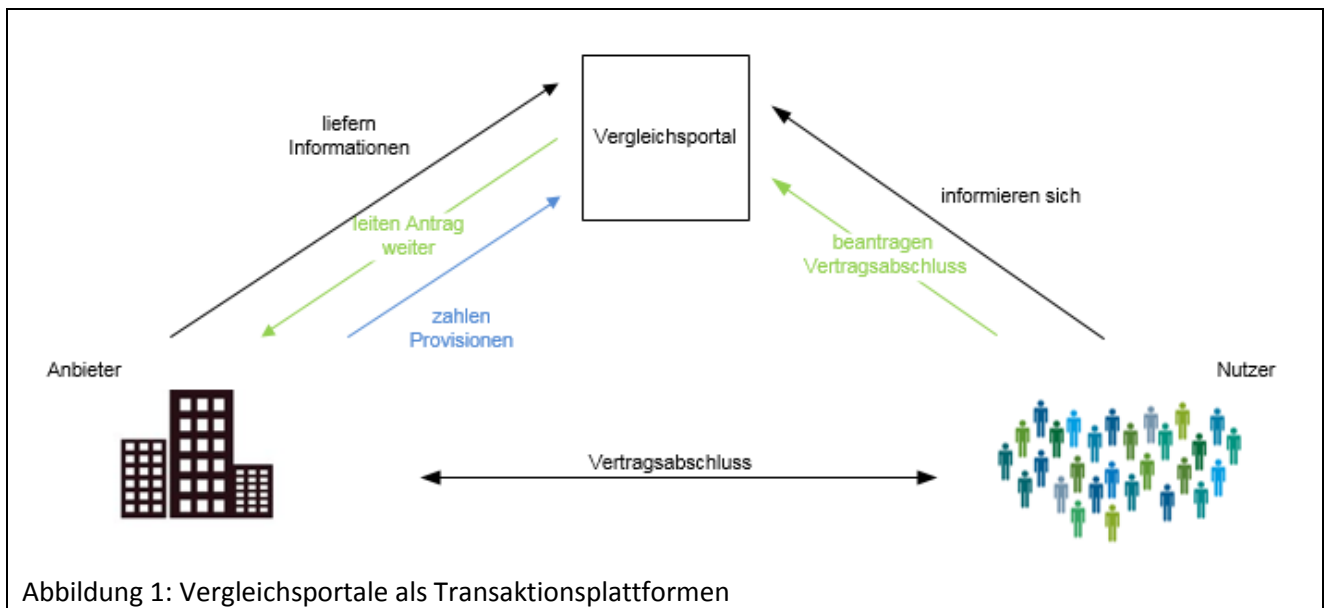 Vergleichsportal
liefern
Informationen
leiten Antrag
weiter
zahlen
Provisionen
informieren sich
beantragen
Vertragsabschluss
Anbieter
Nutzer
Vertragsabschluss
Abbildung 1: Vergleichsportale als Transaktionsplattformen